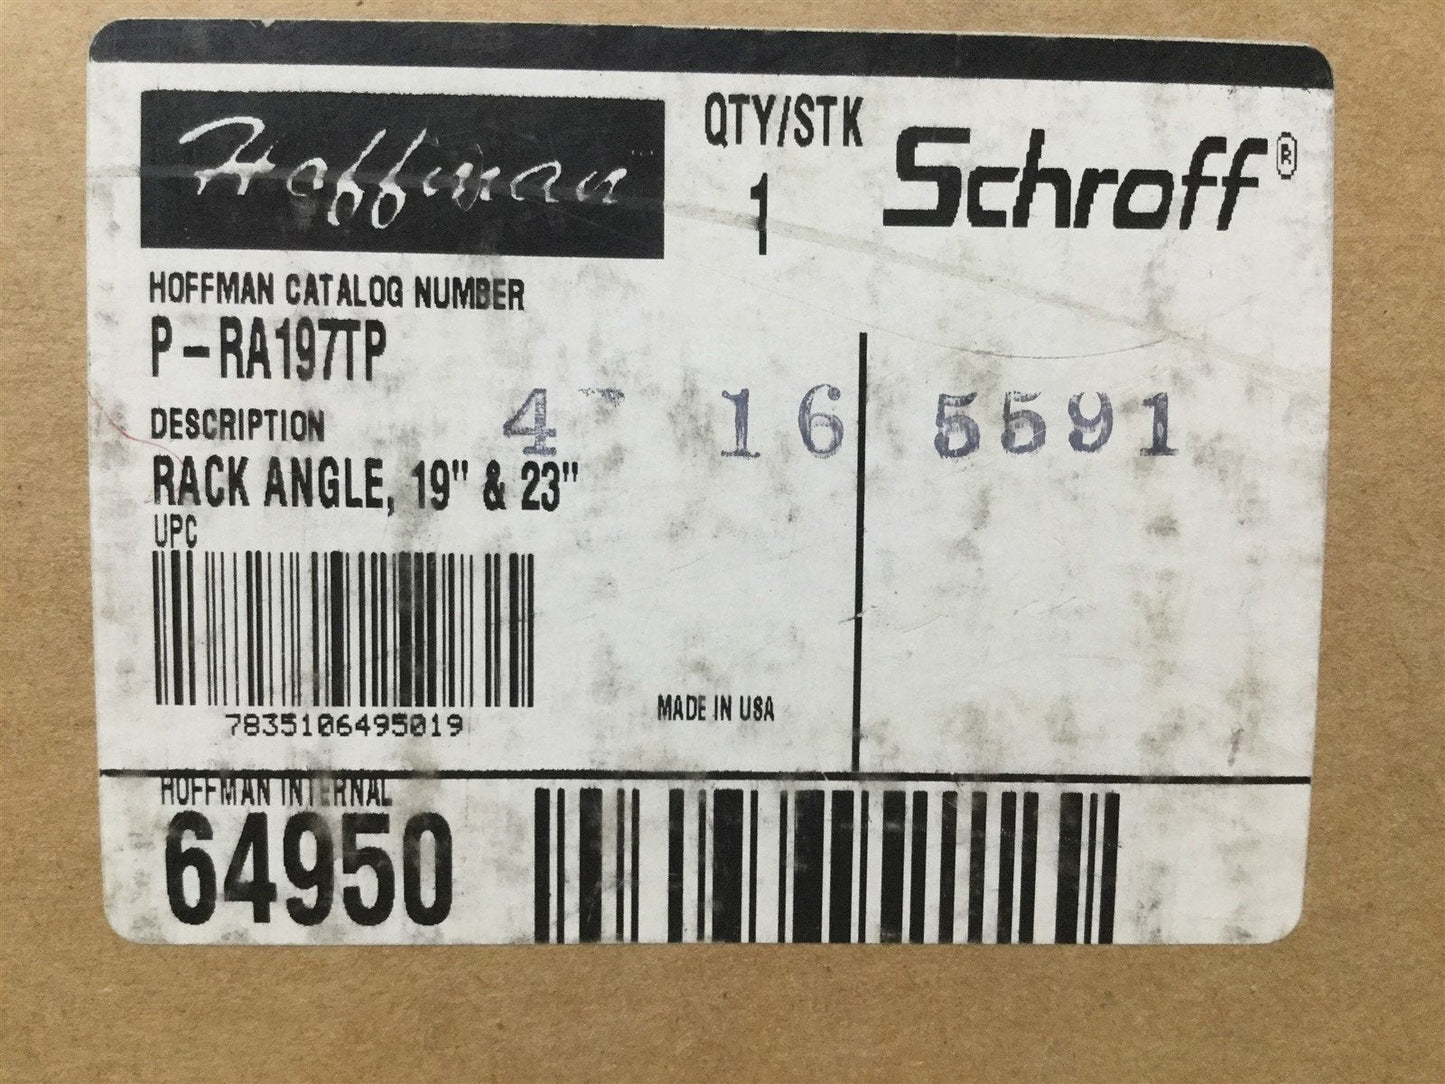 Hoffman
QTY/STK
1
Schroff®
HOFFMAN CATALOG NUMBER
P-RA197TP
DESCRIPTION
4 16 5591
RACK ANGLE, 19" & 23"
UPC
7835106495019
MADE IN USA
HOFFMAN INTERNAL
64950